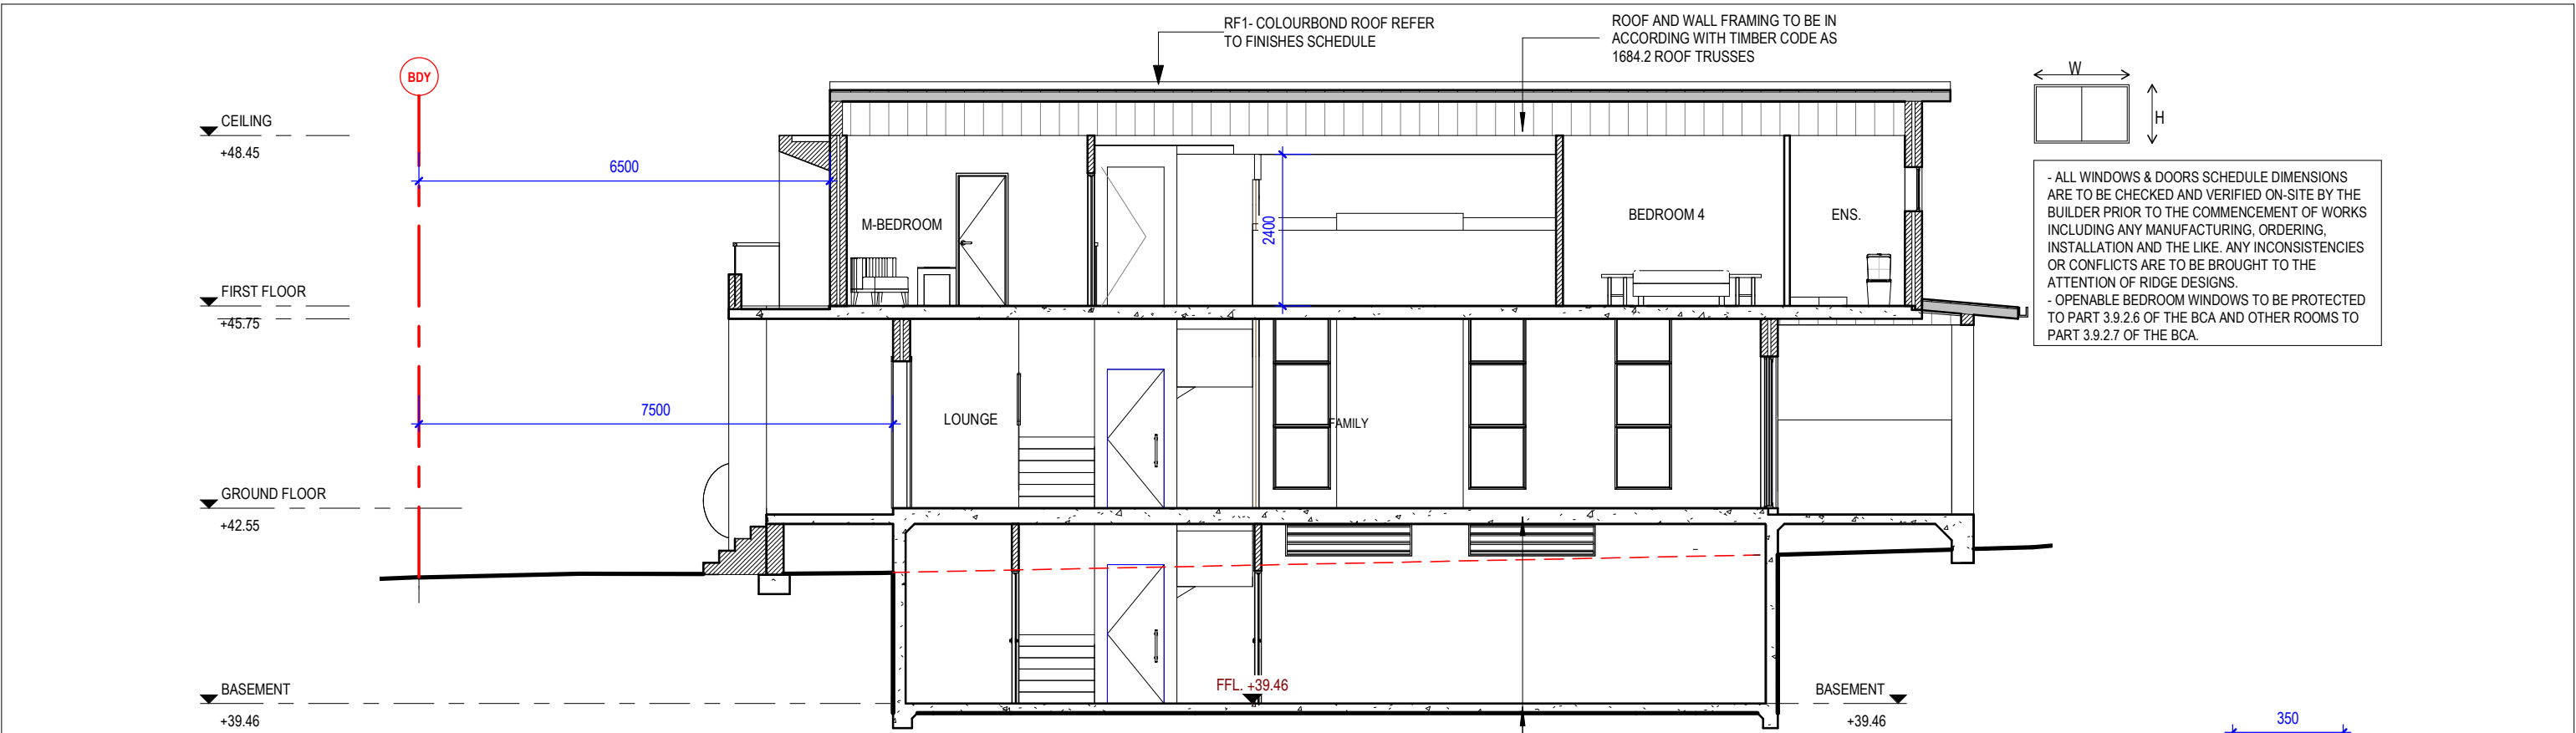 RF1- COLOURBOND ROOF REFER
TO FINISHES SCHEDULE
ROOF AND WALL FRAMING TO BE IN
ACCORDING WITH TIMBER CODE AS
1684.2 ROOF TRUSSES
BDY
W
H
CEILING
+48.45
6500
- ALL WINDOWS & DOORS SCHEDULE DIMENSIONS
ARE TO BE CHECKED AND VERIFIED ON-SITE BY THE
BUILDER PRIOR TO THE COMMENCEMENT OF WORKS
INCLUDING ANY MANUFACTURING, ORDERING,
INSTALLATION AND THE LIKE. ANY INCONSISTENCIES
OR CONFLICTS ARE TO BE BROUGHT TO THE
ATTENTION OF RIDGE DESIGNS.
- OPENABLE BEDROOM WINDOWS TO BE PROTECTED
TO PART 3.9.2.6 OF THE BCA AND OTHER ROOMS TO
PART 3.9.2.7 OF THE BCA.
M-BEDROOM
2400
BEDROOM 4
ENS.
FIRST FLOOR
+45.75
7500
LOUNGE
FAMILY
GROUND FLOOR
+42.55
BASEMENT
+39.46
FFL. +39.46
BASEMENT
+39.46
350